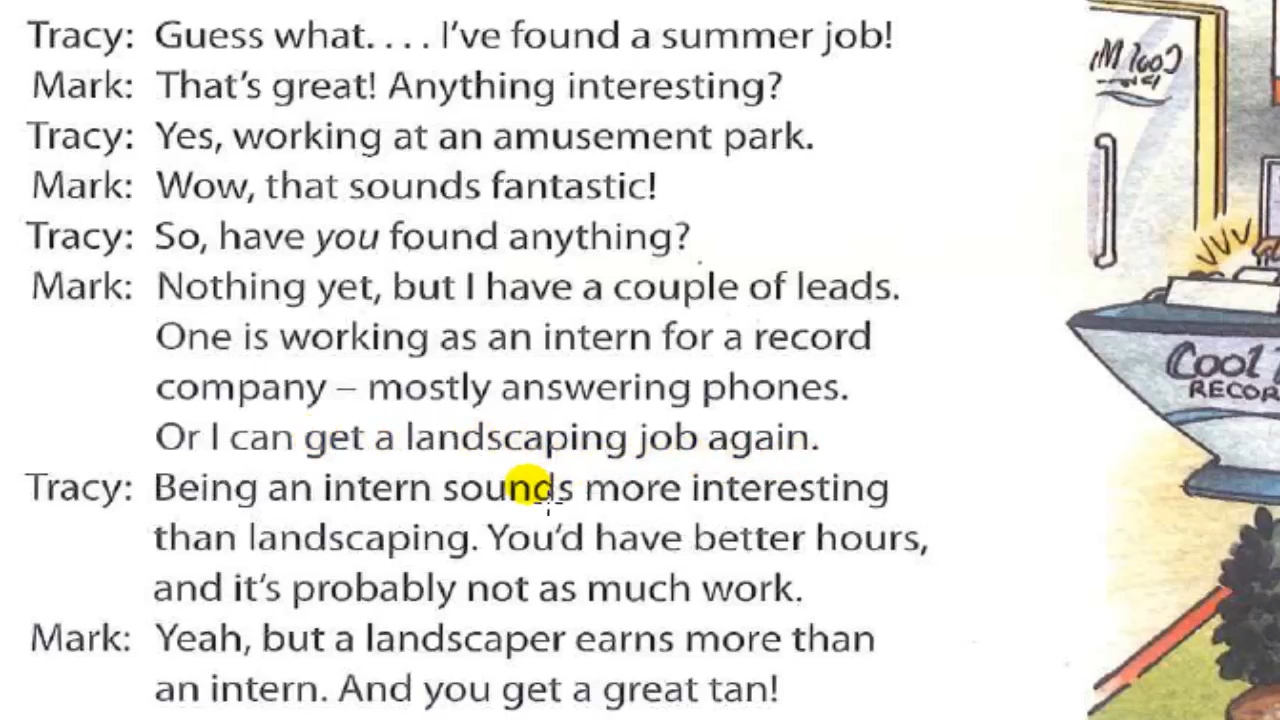 Tracy: Guess what. . . . I've found a summer job!
Mark: That's great! Anything interesting?
Tracy: Yes, working at an amusement park.
Mark: Wow, that sounds fantastic!
Tracy: So, have you found anything?
Mark: Nothing yet, but I have a couple of leads.
One is working as an intern for a record
company – mostly answering phones.
Or I can get a landscaping job again.
Tracy: Being an intern sounds more interesting
than landscaping. You'd have better hours,
and it's probably not as much work.
Mark: Yeah, but a landscaper earns more than
an intern. And you get a great tan!
Cool